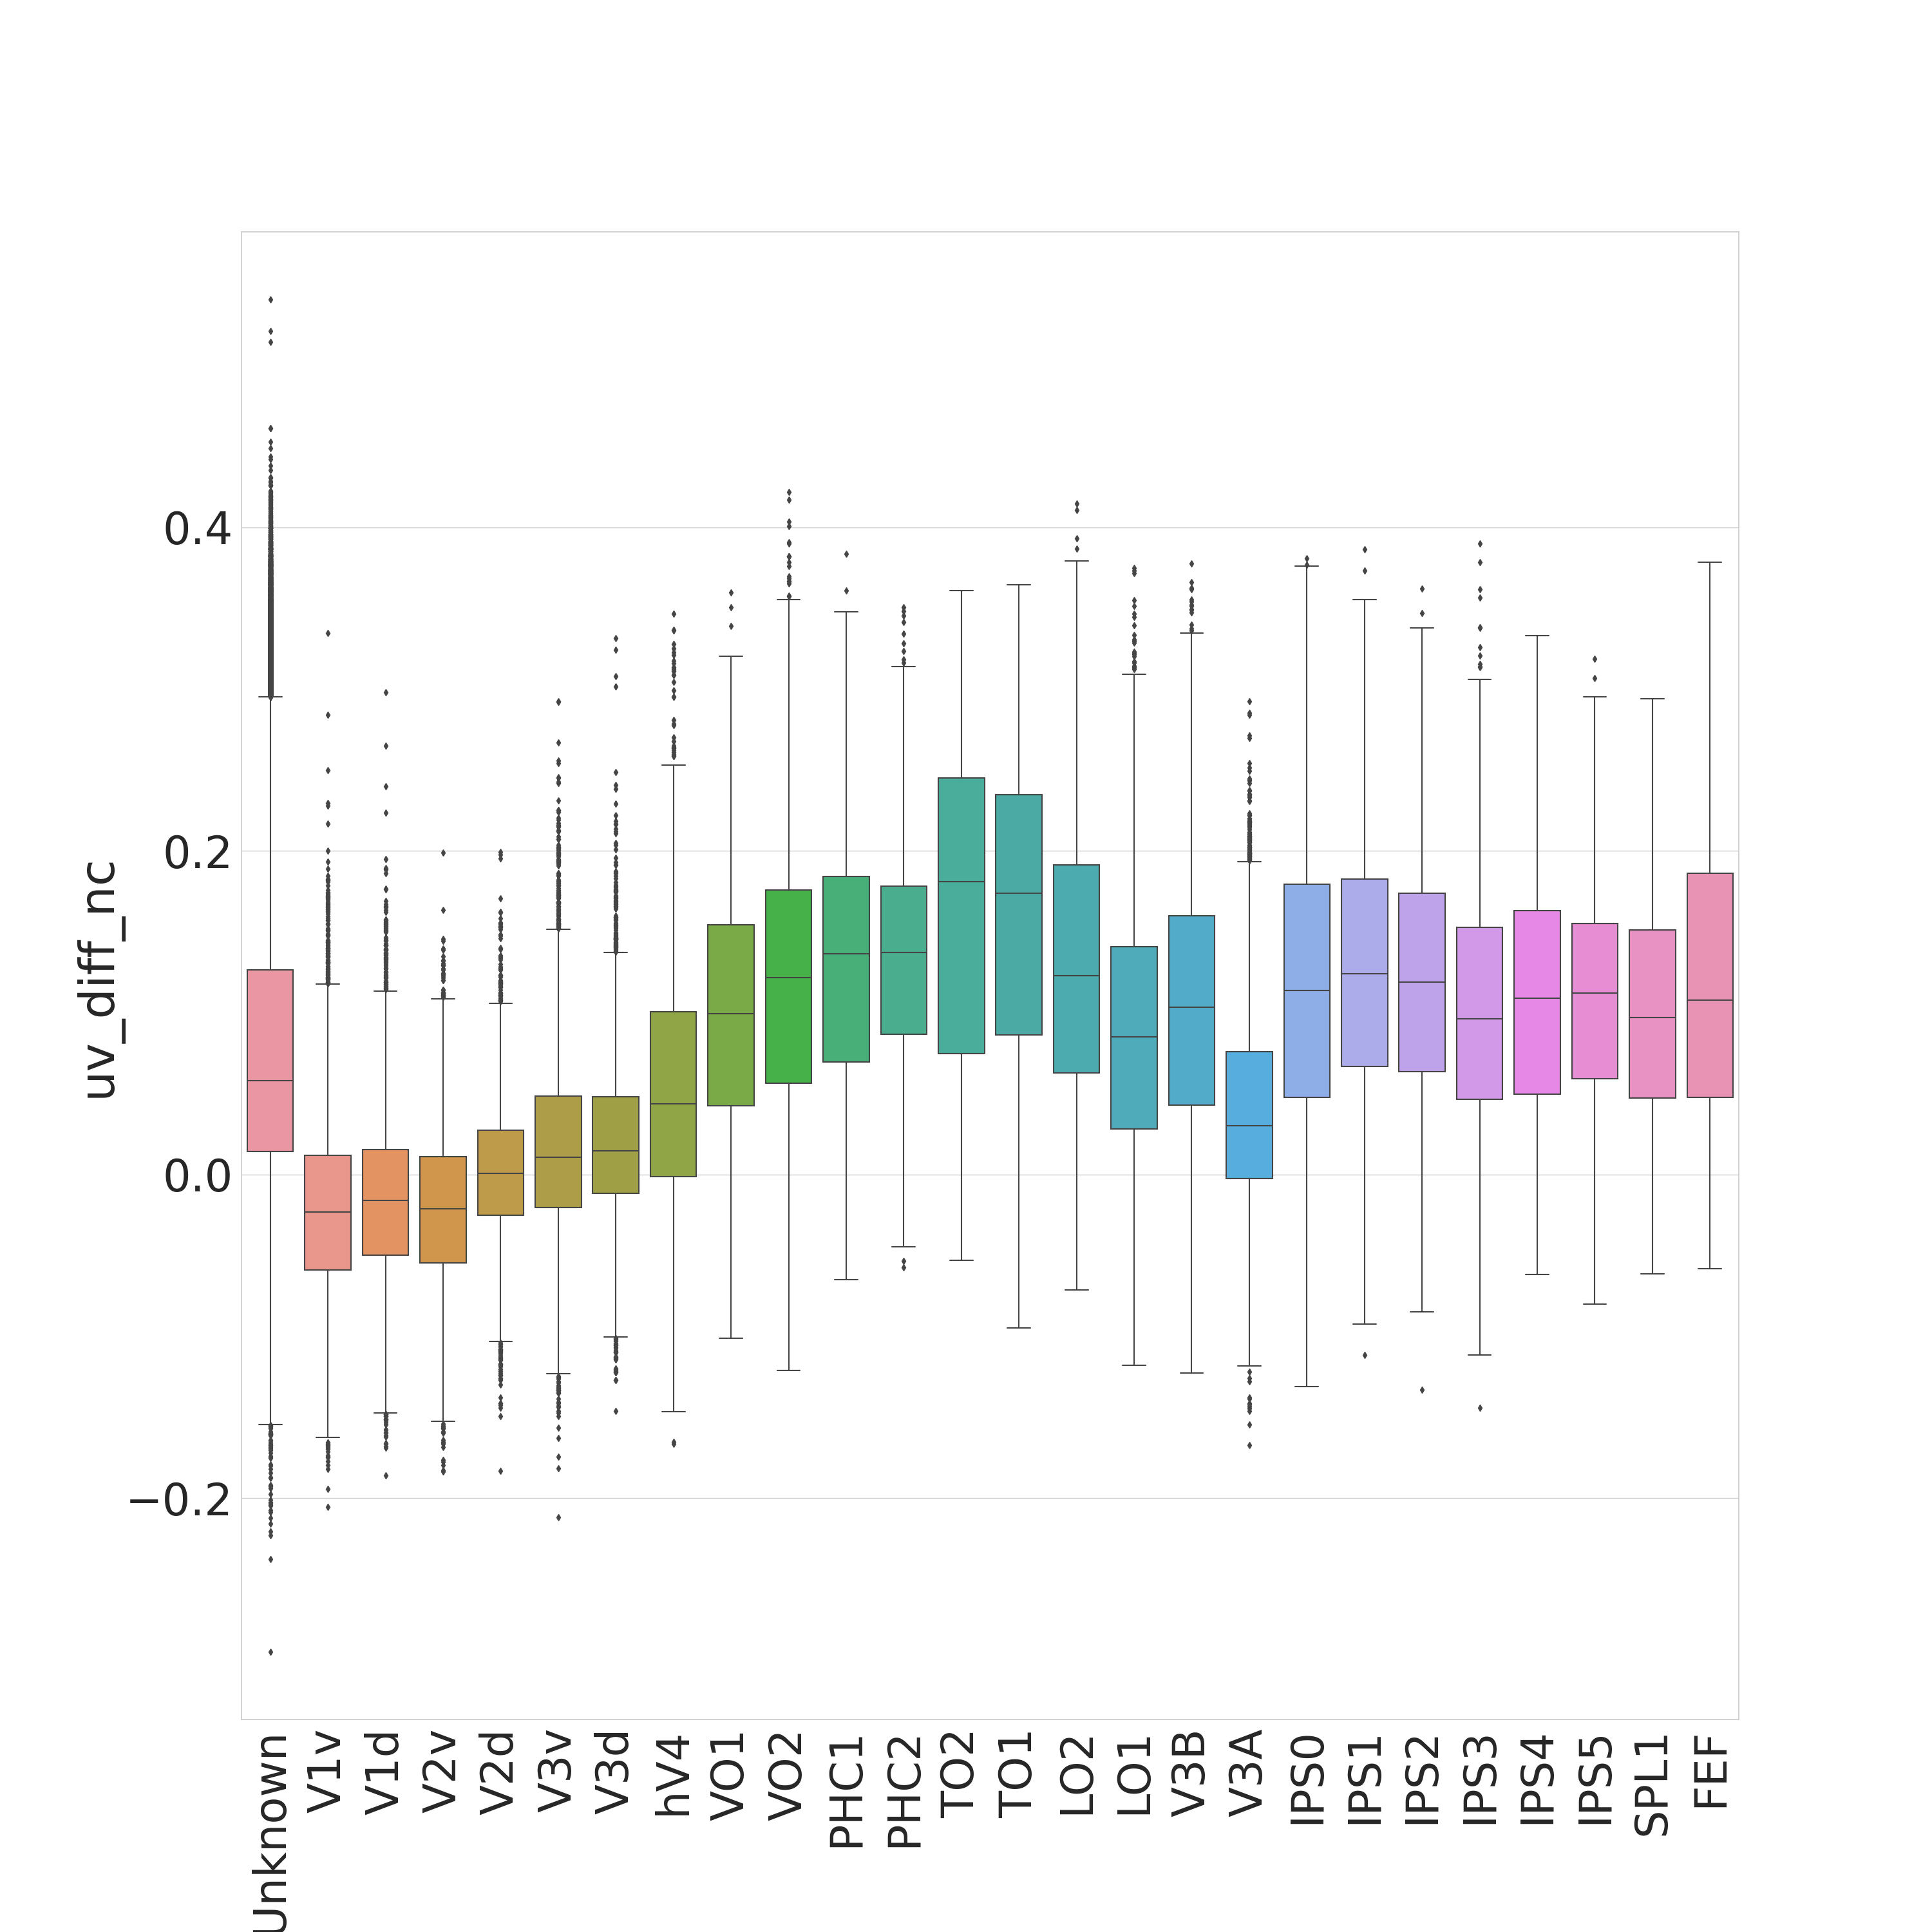 uv_diff_nc
0.4
0.2
0.0
−0.2
Unknown
V1v
V1d
V2v
V2d
V3v
V3d
hV4
VO1
VO2
PHC1
PHC2
TO2
TO1
LO2
LO1
V3B
V3A
IPS0
IPS1
IPS2
IPS3
IPS4
IPS5
SPL1
FEF